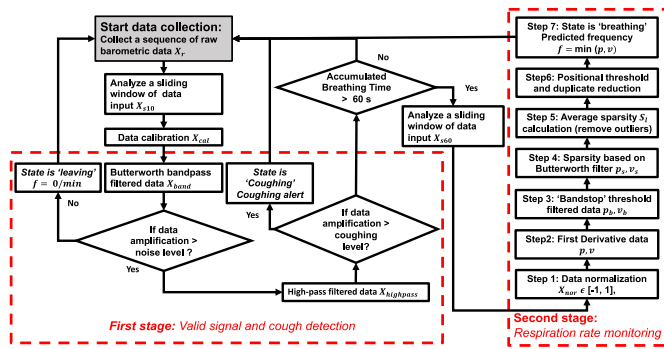 Start data collection:
Collect a sequence of raw
barometric data X_r
Analyze a sliding
window of data
input X_s10
Data calibration X_cal
Butterworth bandpass
filtered data X_band
State is 'leaving'
f = 0/min
No
If data
amplification >
noise level ?
Yes
High-pass filtered data X_highpass
If data
amplification >
coughing
level?
Yes
State is
'Coughing'
Coughing alert
No
Accumulated
Breathing Time
> 60 s
Yes
Analyze a sliding
window of data
input X_s60
First stage: Valid signal and cough detection
Step 7: State is 'breathing'
Predicted frequency
f = min (p, v)
Step6: Positional threshold
and duplicate reduction
Step 5: Average sparsity S_l
calculation (remove outliers)
Step 4: Sparsity based on
Butterworth filter p_s, v_s
Step 3: 'Bandstop' threshold
filtered data p_b, v_b
Step2: First Derivative data
p, v
Step 1: Data normalization
X_nor ϵ [-1, 1],
Second stage:
Respiration rate monitoring